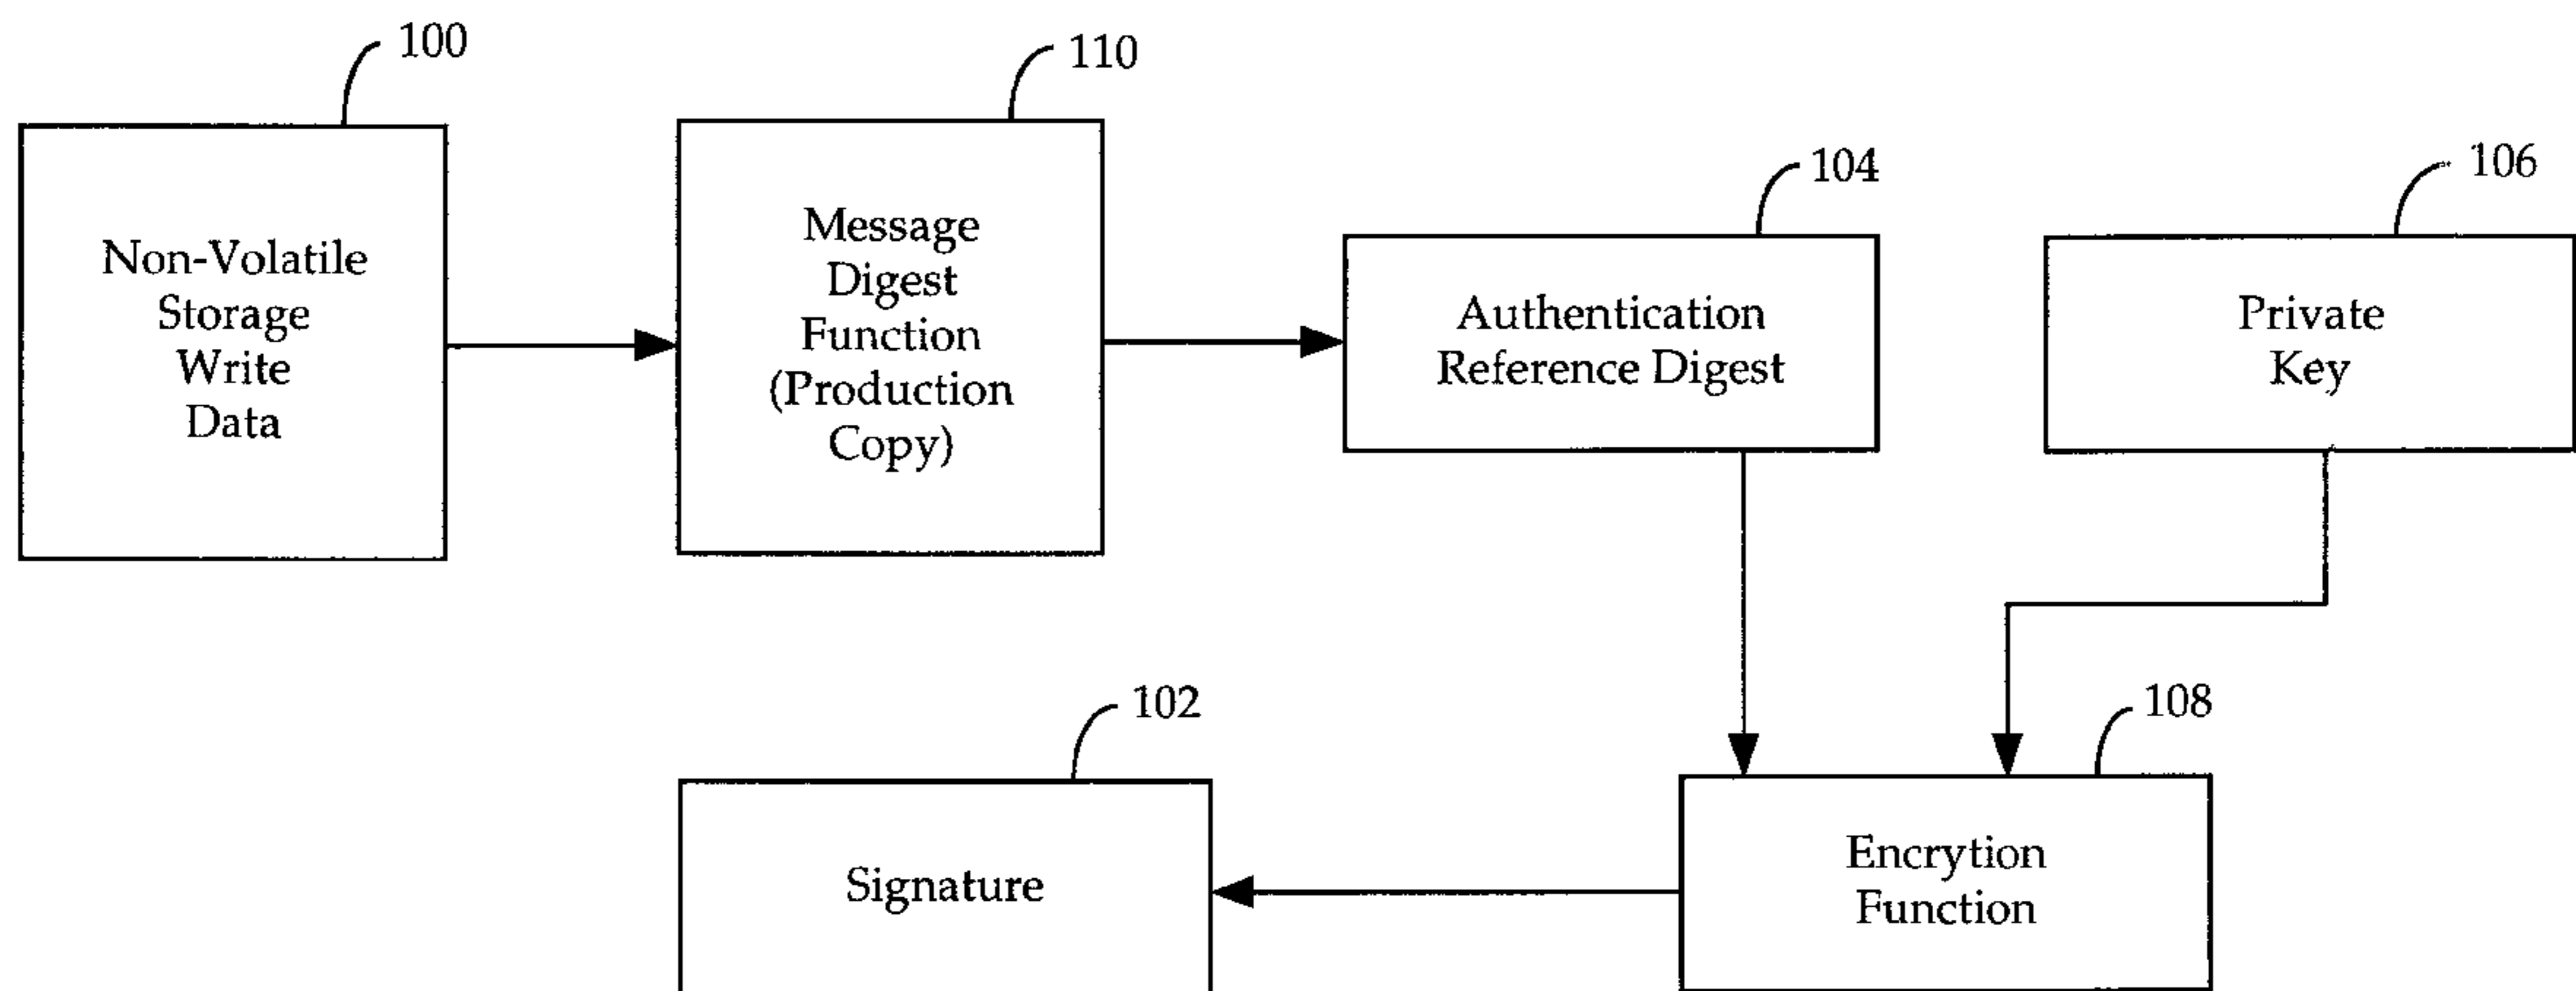 100
110
104
106
Non-Volatile
Storage
Write
Data
Message
Digest
Function
(Production
Copy)
Authentication
Reference Digest
Private
Key
102
108
Signature
Encrytion
Function